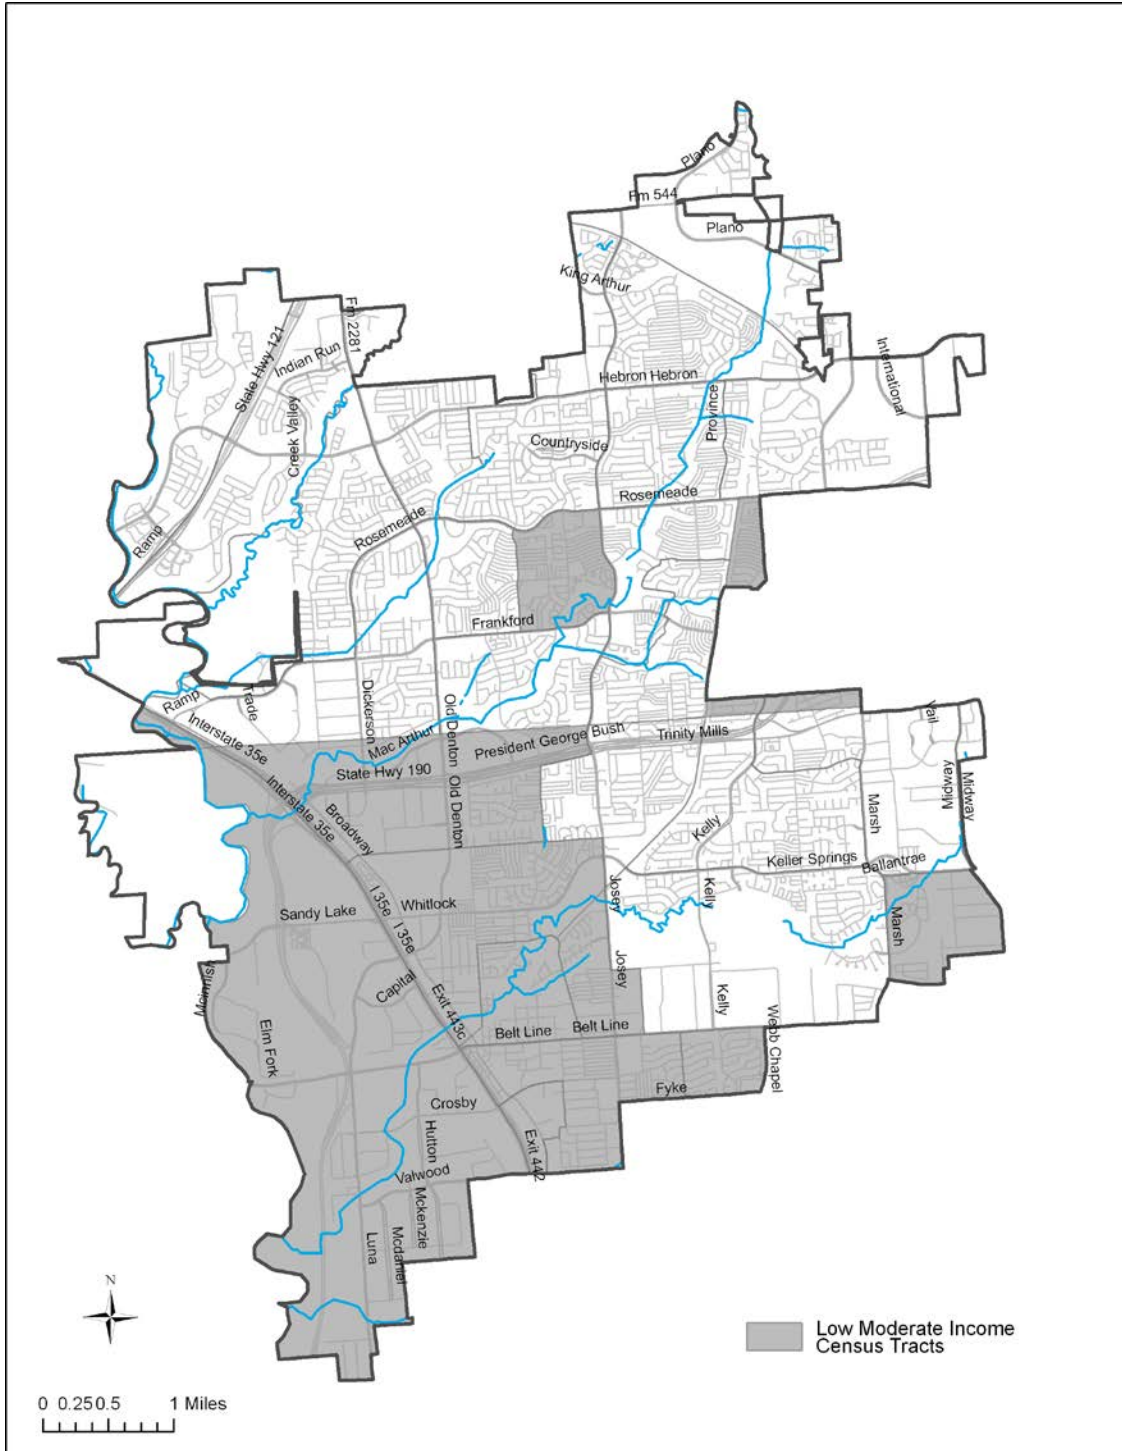 Plano
Fm 544
Plano
King Arthur
Fm 2281
State Hwy 121
Indian Run
International
Hebron Hebron
Province
Creek Valley
Countryside
Rosemeade
Rosemeade
Ramp
Frankford
Ramp
Trade
Dickerson
Old Denton
Vail
Interstate 35e
Mac Arthur
President George Bush
Trinity Mills
State Hwy 190
Midway
Midway
Interstate 35e
Old Denton
Broadway
Marsh
Kelly
Keller Springs
Ballantrae
I 35e
Whitlock
Josey
Kelly
Sandy Lake
I 35e
Marsh
Josey
Mcinnish
Capital
Kelly
Exit 443c
Elm Fork
Belt Line
Belt Line
Webb Chapel
Fyke
Crosby
Hutton
Exit 442
Valwood
Mckenzie
Luna
Mcdaniel
N
Low Moderate Income
Census Tracts
0 0.250.5 1 Miles